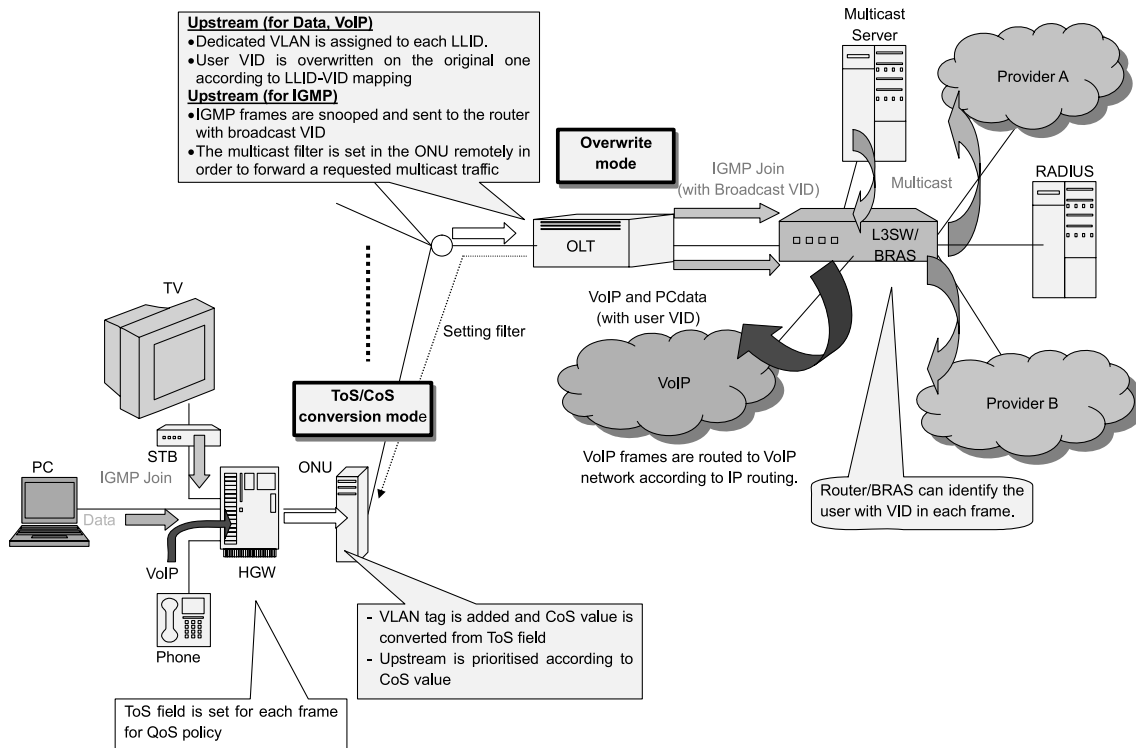 Upstream (for Data, VoIP)
•Dedicated VLAN is assigned to each LLID.
•User VID is overwritten on the original one
according to LLID-VID mapping
Upstream (for IGMP)
•IGMP frames are snooped and sent to the router
with broadcast VID
•The multicast filter is set in the ONU remotely in
order to forward a requested multicast traffic
Multicast
Server
Provider A
Overwrite
mode
IGMP Join
(with Broadcast VID)
Multicast
RADIUS
OLT
L3SW/
BRAS
TV
Setting filter
VoIP and PCdata
(with user VID)
VoIP
Provider B
ToS/CoS
conversion mode
STB
PC
IGMP Join
ONU
VoIP frames are routed to VoIP
network according to IP routing.
Router/BRAS can identify the
user with VID in each frame.
Data
VoIP
HGW
Phone
- VLAN tag is added and CoS value is
converted from ToS field
- Upstream is prioritised according to
CoS value
ToS field is set for each frame
for QoS policy